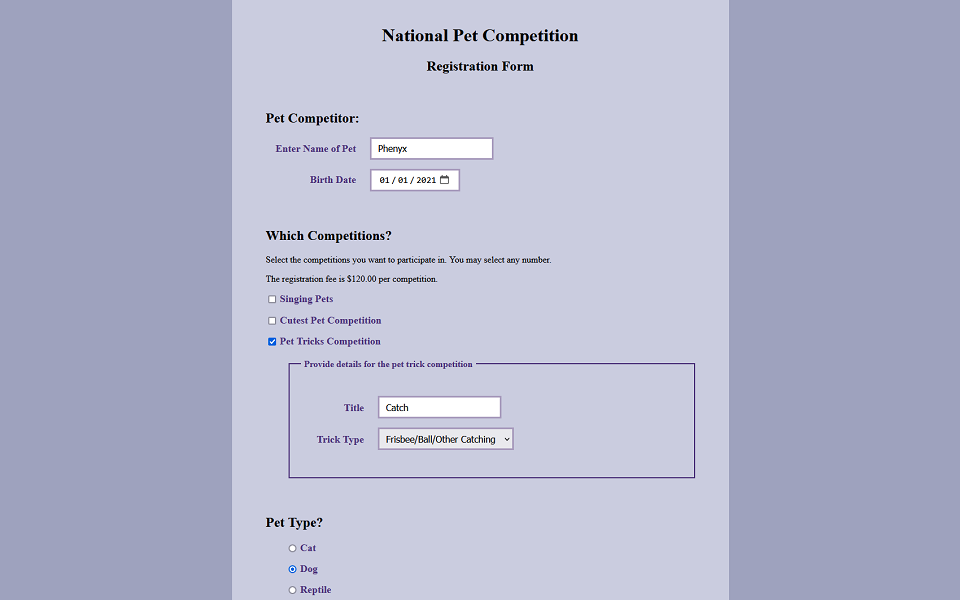 National Pet Competition
Registration Form
Pet Competitor:
Enter Name of Pet Phenyx
Birth Date 01/01/2021
Which Competitions?
Select the competitions you want to participate in. You may select any number.
The registration fee is $120.00 per competition.
Singing Pets
Cutest Pet Competition
Pet Tricks Competition
Provide details for the pet trick competition
Title Catch
Trick Type Frisbee/Ball/Other Catching
Pet Type?
Cat
Dog
Reptile